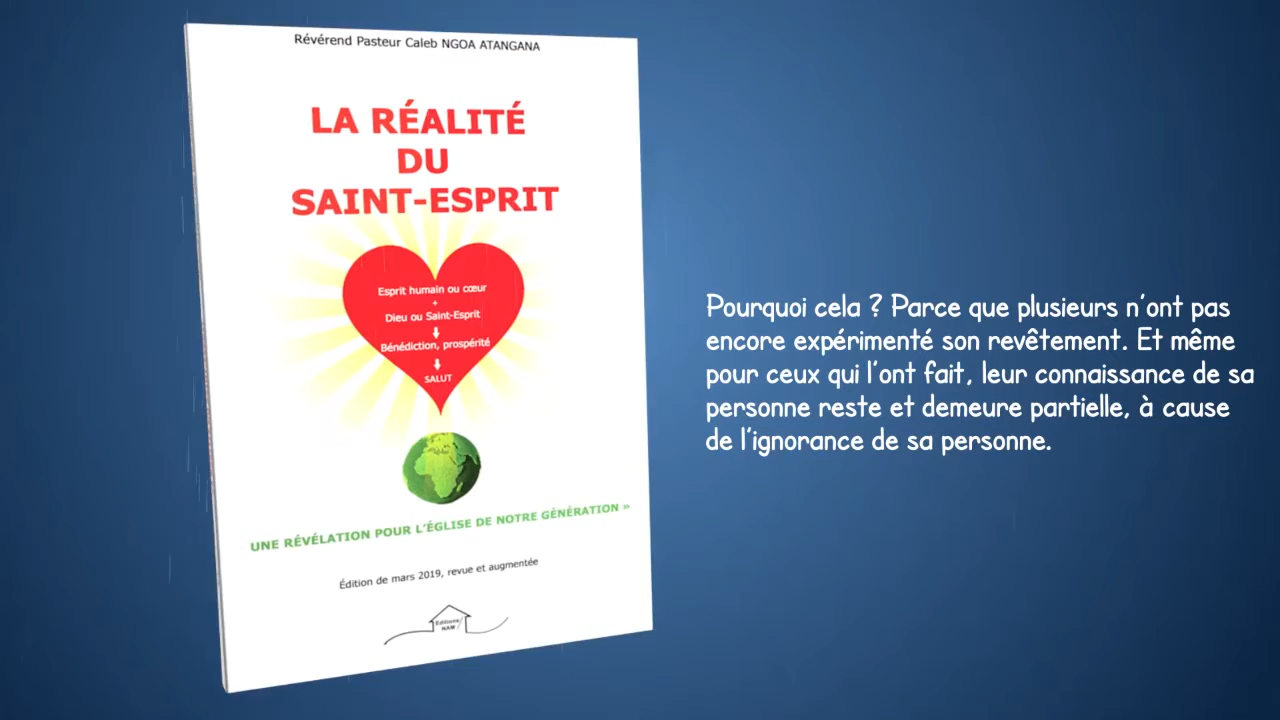 Révérend Pasteur Caleb NGOA ATANGANA
LA RÉALITÉ
DU
SAINT-ESPRIT
Esprit humain ou cœur
+
Dieu ou Saint-Esprit
Bénédiction, prospérité
SALUT
UNE RÉVÉLATION POUR L'ÉGLISE DE NOTRE GÉNÉRATION »
Édition de mars 2019, revue et augmentée
Editions
NAM
Pourquoi cela ? Parce que plusieurs n'ont pas
encore expérimenté son revêtement. Et même
pour ceux qui l'ont fait, leur connaissance de sa
personne reste et demeure partielle, à cause
de l'ignorance de sa personne.